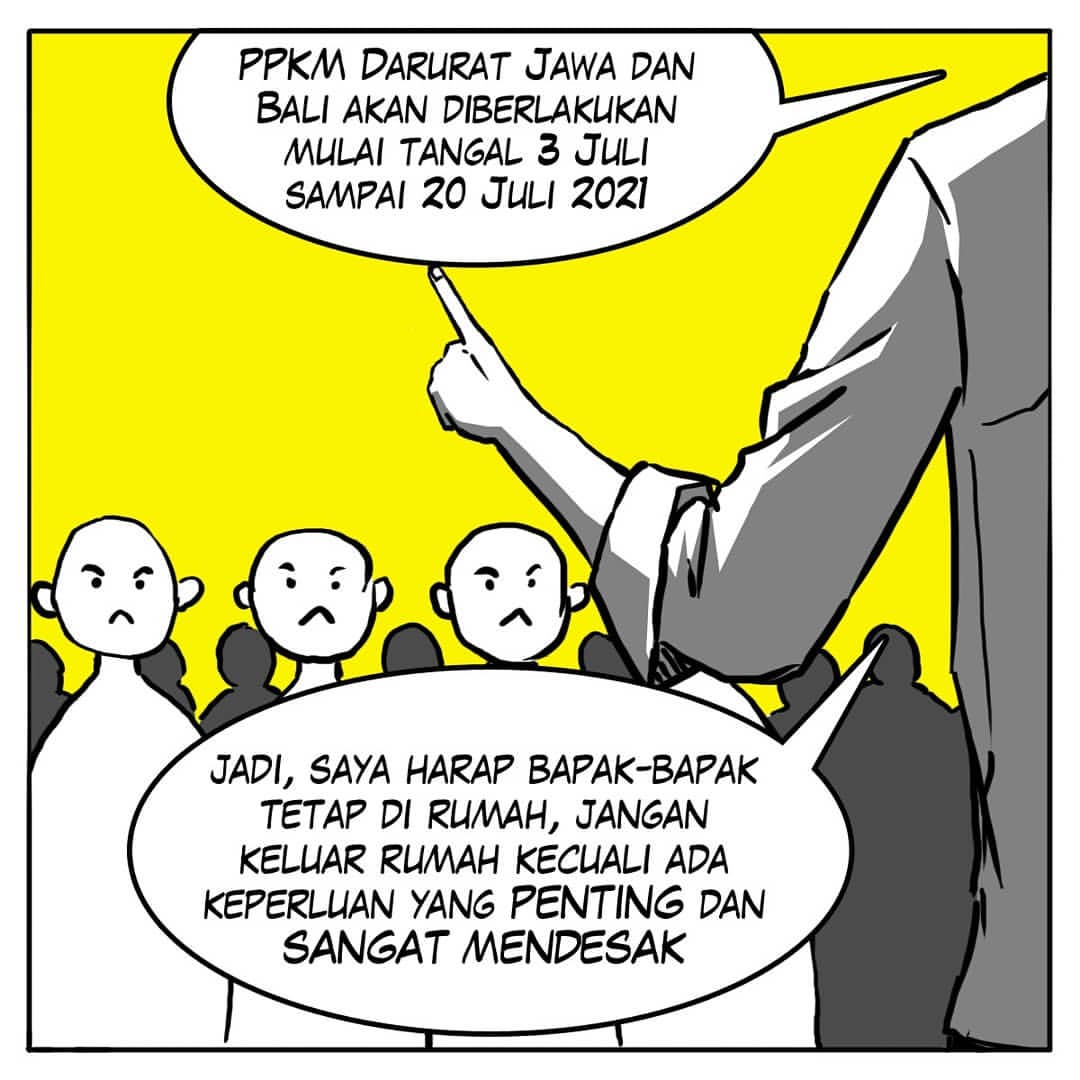 PPKM DARURAT JAWA DAN
BALI AKAN DIBERLAKUKAN
MULAI TANGAL 3 JULI
SAMPAI 20 JULI 2021
JADI, SAYA HARAP BAPAK-BAPAK
TETAP DI RUMAH, JANGAN
KELUAR RUMAH KECUALI ADA
KEPERLUAN YANG PENTING DAN
SANGAT MENDESAK